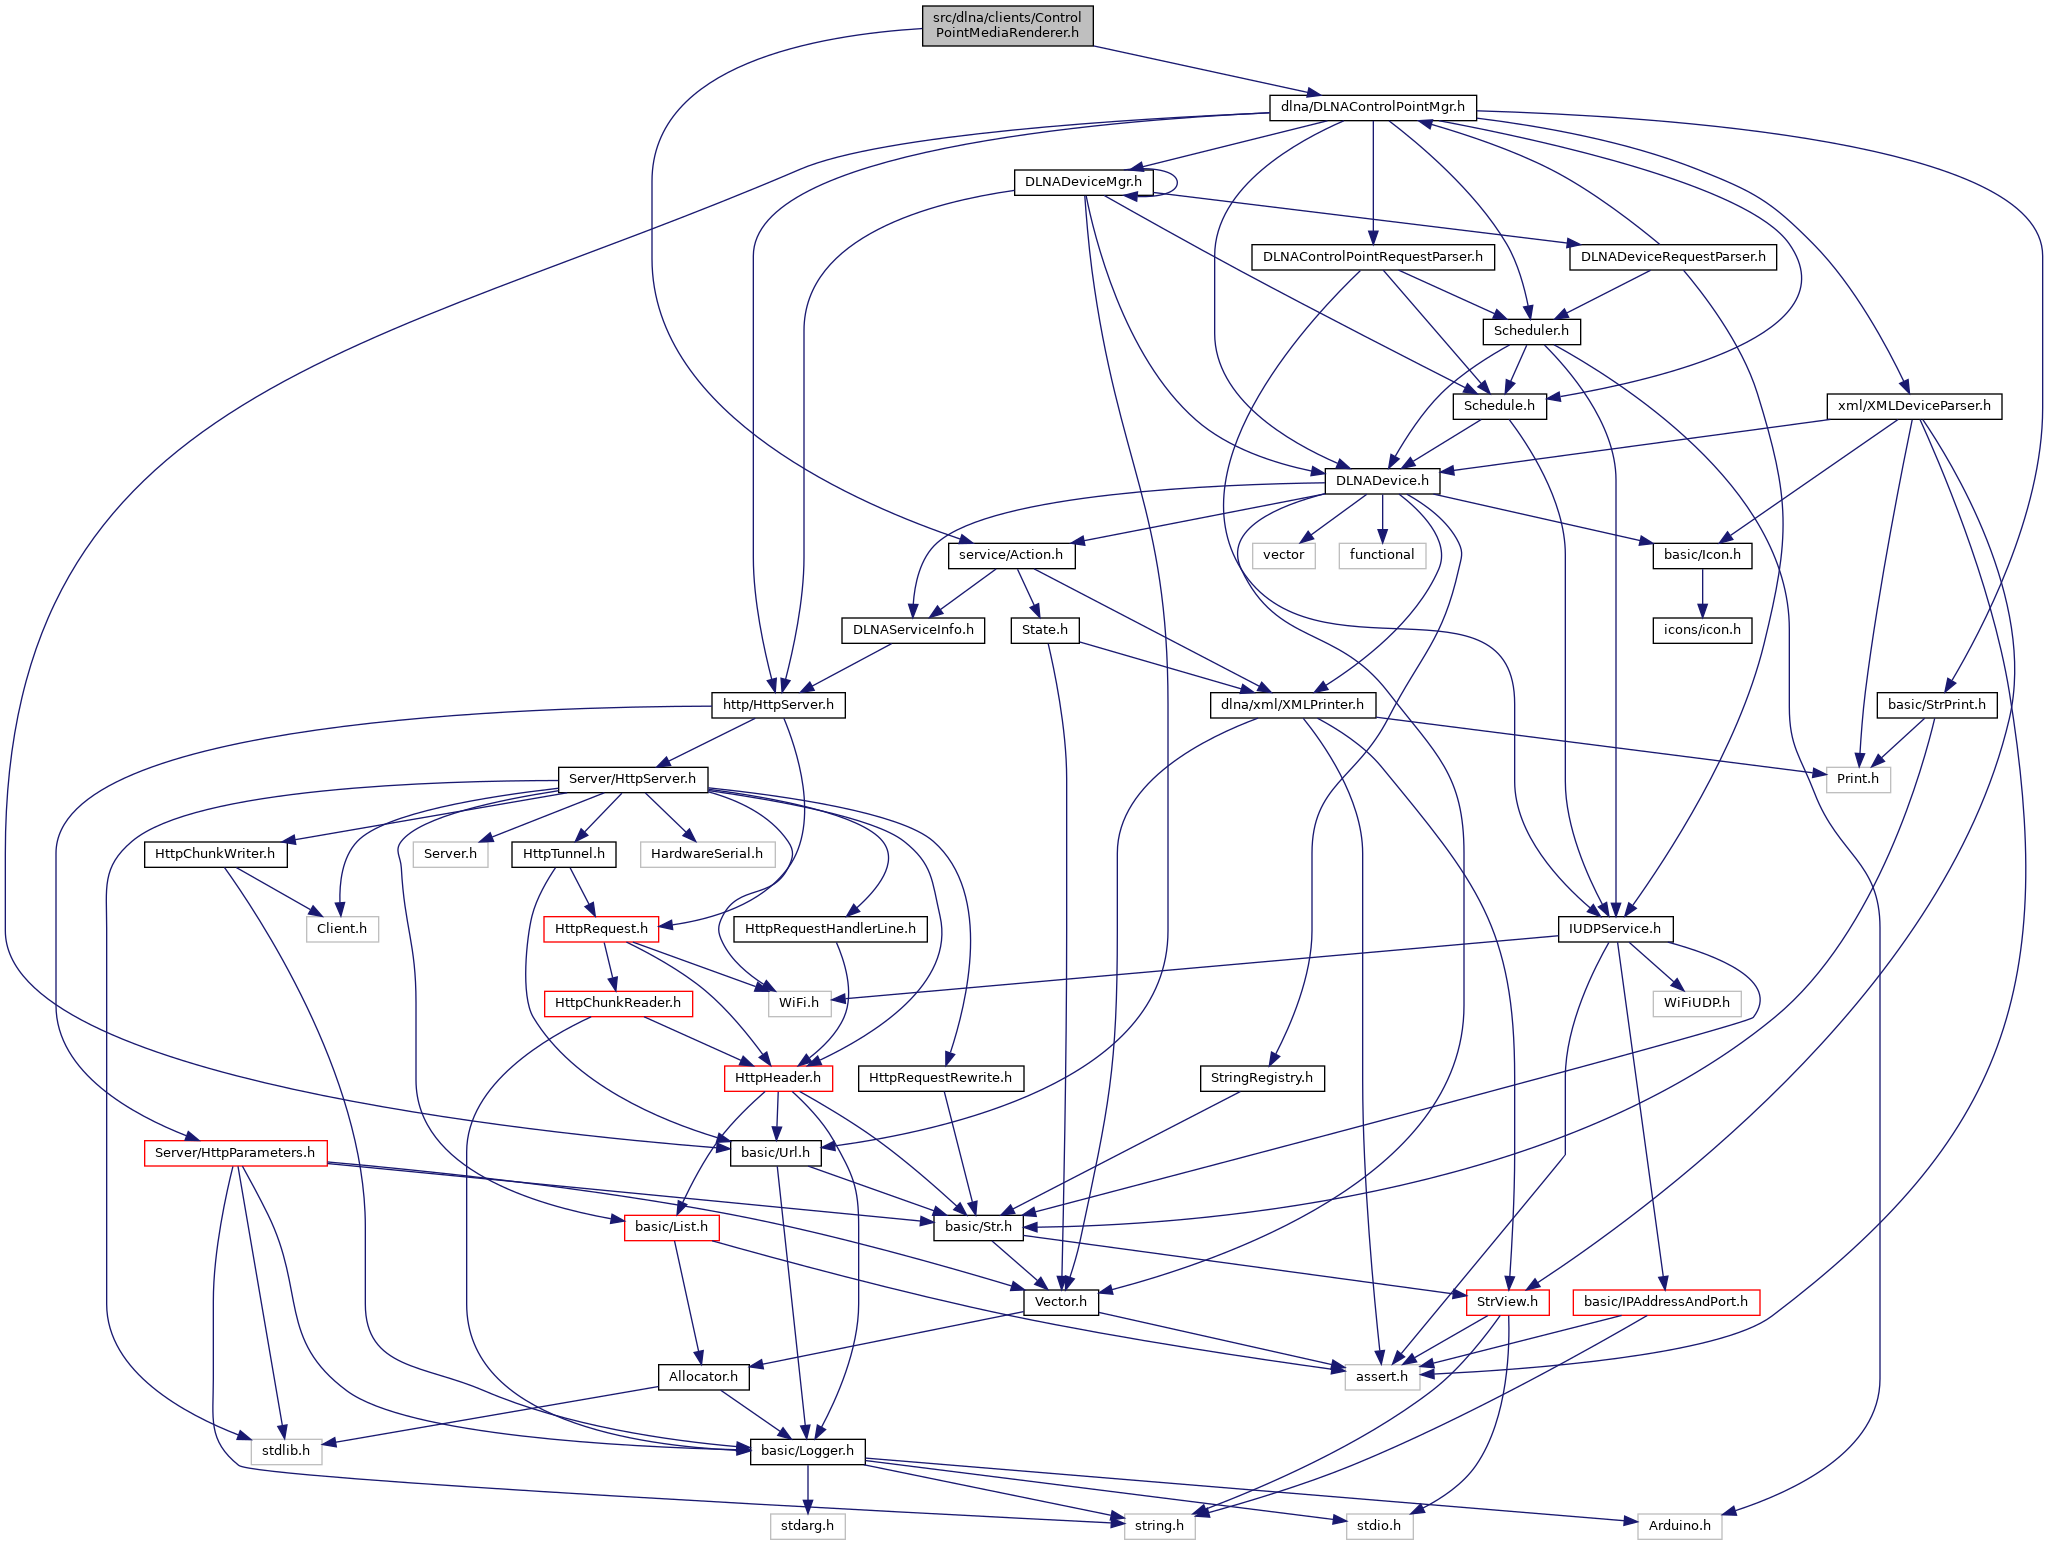 src/dlna/clients/Control
PointMediaRenderer.h
dlna/DLNAControlPointMgr.h
DLNADeviceMgr.h
DLNAControlPointRequestParser.h
DLNADeviceRequestParser.h
Scheduler.h
Schedule.h
xml/XMLDeviceParser.h
DLNADevice.h
service/Action.h
vector
functional
basic/Icon.h
DLNAServiceInfo.h
State.h
icons/icon.h
http/HttpServer.h
dlna/xml/XMLPrinter.h
basic/StrPrint.h
Server/HttpServer.h
Print.h
HttpChunkWriter.h
Server.h
HttpTunnel.h
HardwareSerial.h
Client.h
HttpRequest.h
HttpRequestHandlerLine.h
IUDPService.h
HttpChunkReader.h
WiFi.h
WiFiUDP.h
HttpHeader.h
HttpRequestRewrite.h
StringRegistry.h
Server/HttpParameters.h
basic/Url.h
basic/List.h
basic/Str.h
Vector.h
StrView.h
basic/IPAddressAndPort.h
Allocator.h
assert.h
stdlib.h
basic/Logger.h
stdarg.h
string.h
stdio.h
Arduino.h